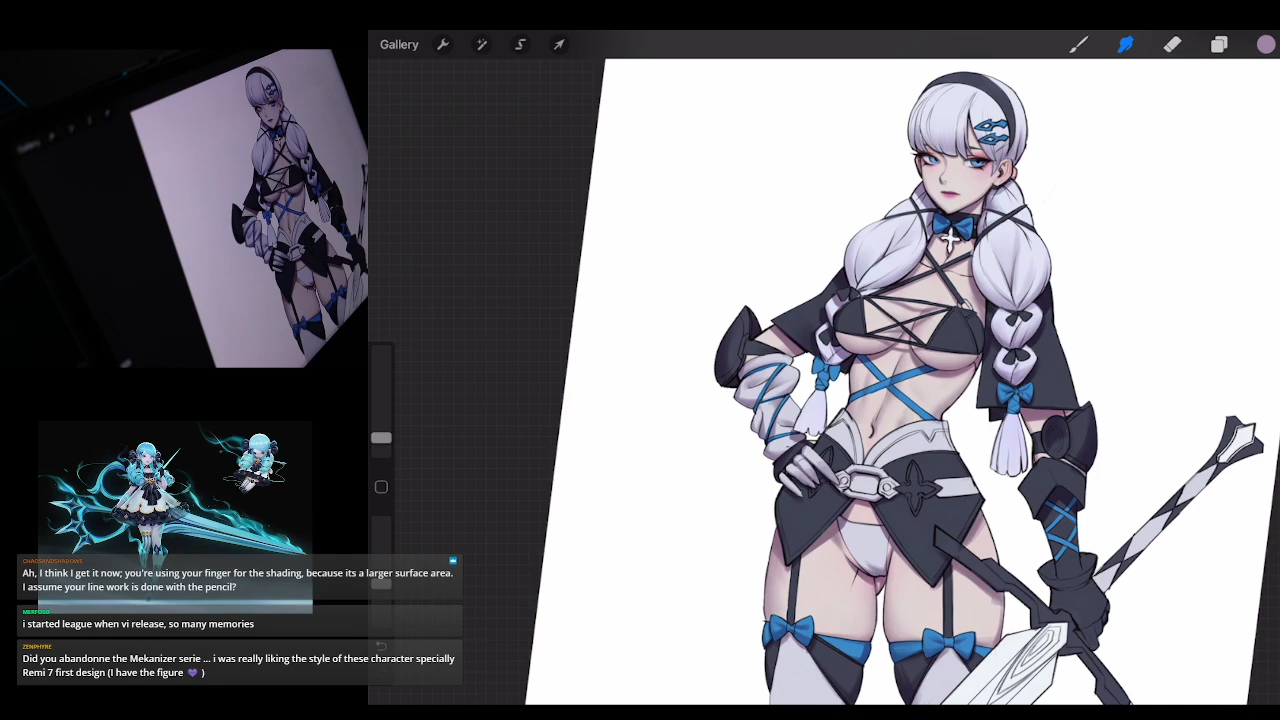 Gallery
CHAOSANDSHADOWS
Ah, I think I get it now; you're using your finger for the shading, because its a larger surface area.
I assume your line work is done with the pencil?
MERFOSO
i started league when vi release, so many memories
ZENPHYRE
Did you abandonne the Mekanizer serie ... i was really liking the style of these character specially
Remi 7 first design (I have the figure 💜 )